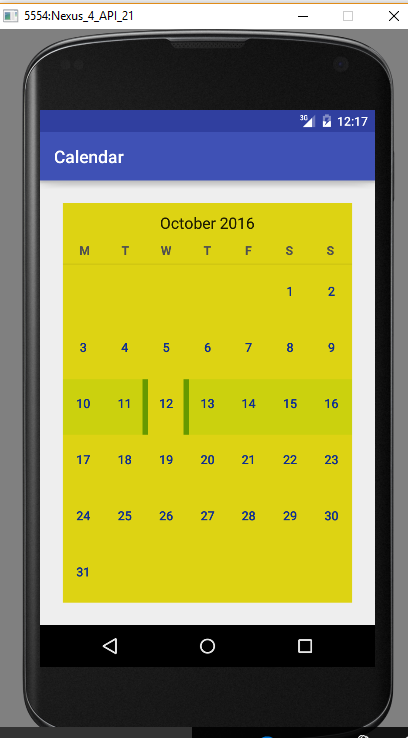 5554:Nexus_4_API_21
3G 12:17
Calendar
October 2016
M T W T F S S
1 2
3 4 5 6 7 8 9
10 11 12 13 14 15 16
17 18 19 20 21 22 23
24 25 26 27 28 29 30
31